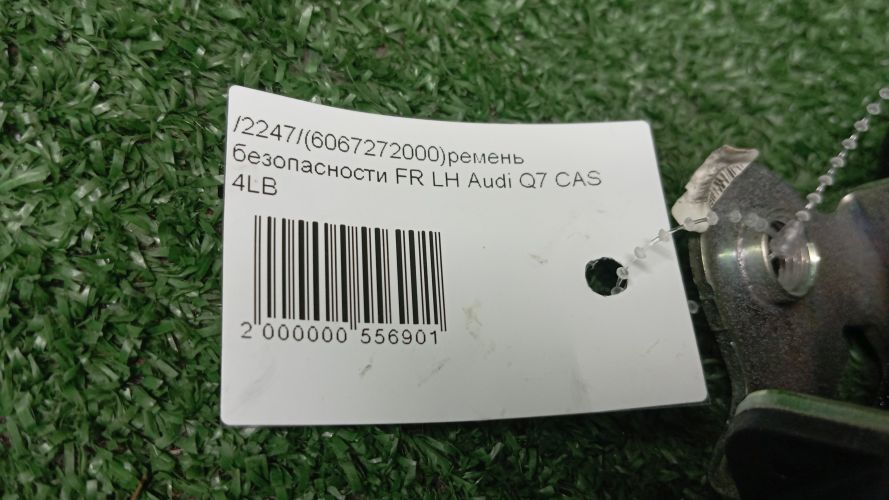 /2247/(6067272000)ремень
безопасности FR LH Audi Q7 CAS
4LB
2 000000 556901